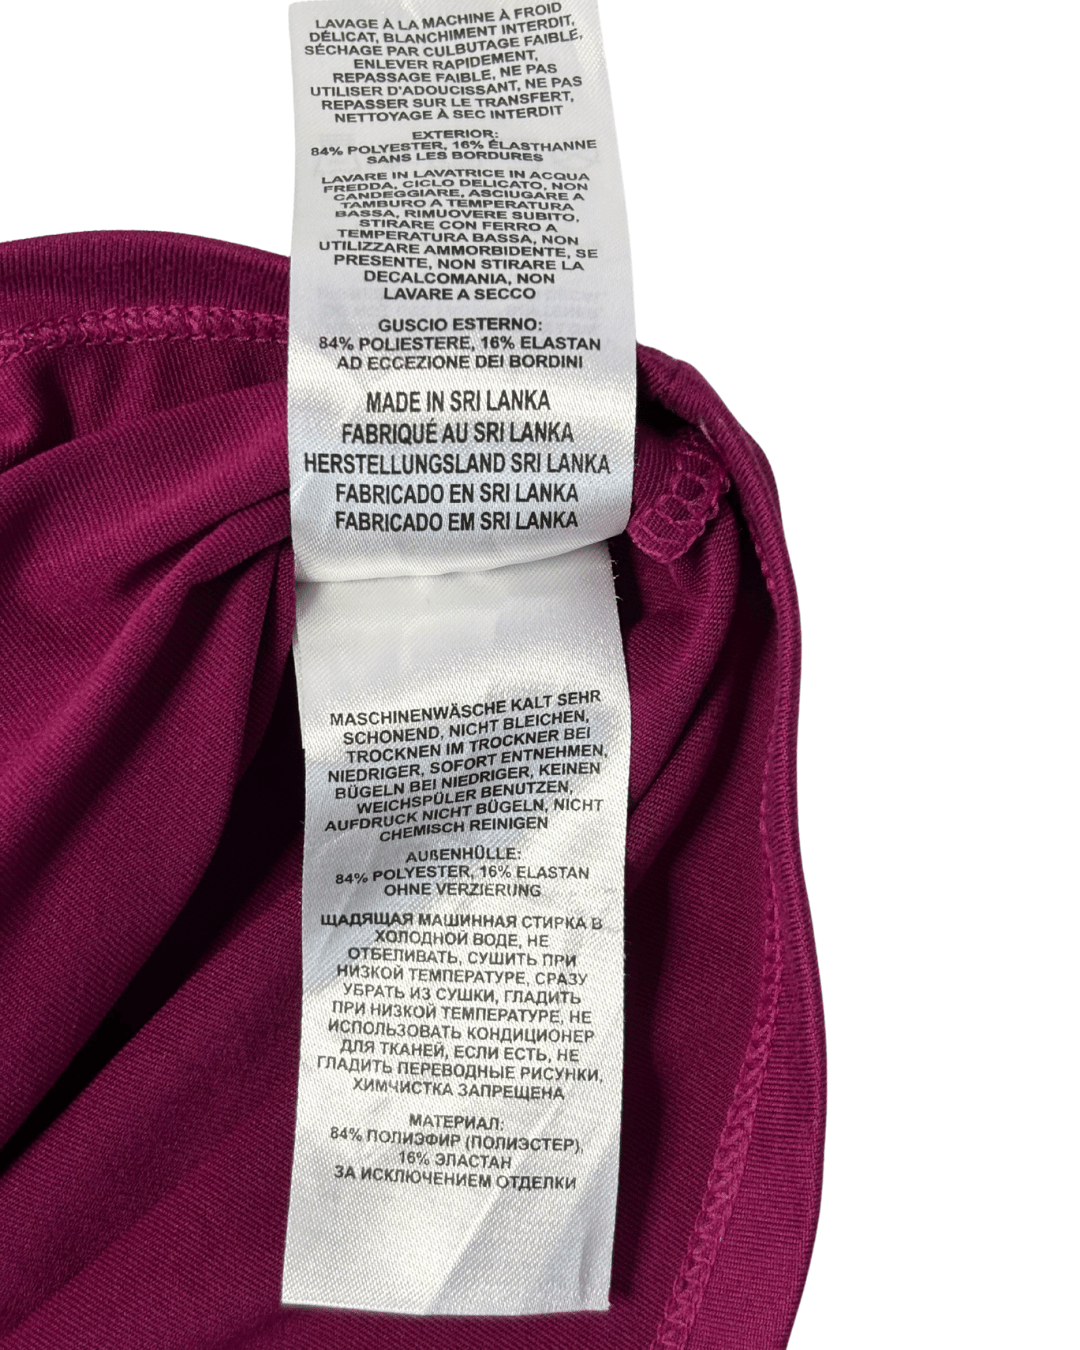 LAVAGE À LA MACHINE À FROID
DÉLICAT, BLANCHIMENT INTERDIT,
SÉCHAGE PAR CULBUTAGE FAIBLE,
ENLEVER RAPIDEMENT,
REPASSAGE FAIBLE, NE PAS
UTILISER D'ADOUCISSANT, NE PAS
REPASSER SUR LE TRANSFERT,
NETTOYAGE À SEC INTERDIT
EXTERIOR:
84% POLYESTER, 16% ÉLASTHANNE
SANS LES BORDURES
LAVARE IN LAVATRICE IN ACQUA
FREDDA, CICLO DELICATO, NON
CANDEGGIARE, ASCIUGARE A
TAMBURO A TEMPERATURA
BASSA, RIMUOVERE SUBITO,
STIRARE CON FERRO A
TEMPERATURA BASSA, NON
UTILIZZARE AMMORBIDENTE, SE
PRESENTE, NON STIRARE LA
DECALCOMANIA, NON
LAVARE A SECCO
GUSCIO ESTERNO:
84% POLIESTERE, 16% ELASTAN
AD ECCEZIONE DEI BORDINI
MADE IN SRI LANKA
FABRIQUÉ AU SRI LANKA
HERSTELLUNGSLAND SRI LANKA
FABRICADO EN SRI LANKA
FABRICADO EM SRI LANKA
MASCHINENWÄSCHE KALT SEHR
SCHONEND, NICHT BLEICHEN,
TROCKNEN IM TROCKNER BEI
NIEDRIGER, SOFORT ENTNEHMEN,
BÜGELN BEI NIEDRIGER, KEINEN
WEICHSPÜLER BENUTZEN,
AUFDRUCK NICHT BÜGELN, NICHT
CHEMISCH REINIGEN
AUßENHÜLLE:
84% POLYESTER, 16% ELASTAN
OHNE VERZIERUNG
ЩАДЯЩАЯ МАШИННАЯ СТИРКА В
ХОЛОДНОЙ ВОДЕ, НЕ
ОТБЕЛИВАТЬ, СУШИТЬ ПРИ
НИЗКОЙ ТЕМПЕРАТУРЕ, СРАЗУ
УБРАТЬ ИЗ СУШКИ, ГЛАДИТЬ
ПРИ НИЗКОЙ ТЕМПЕРАТУРЕ, НЕ
ИСПОЛЬЗОВАТЬ КОНДИЦИОНЕР
ДЛЯ ТКАНЕЙ, ЕСЛИ ЕСТЬ, НЕ
ГЛАДИТЬ ПЕРЕВОДНЫЕ РИСУНКИ,
ХИМЧИСТКА ЗАПРЕЩЕНА
МАТЕРИАЛ:
84% ПОЛИЭФИР (ПОЛИЭСТЕР),
16% ЭЛАСТАН
ЗА ИСКЛЮЧЕНИЕМ ОТДЕЛКИ